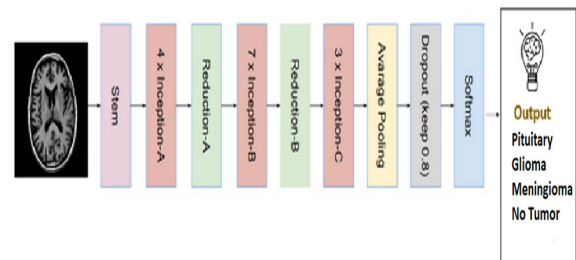 Stem
4 x Inception-A
Reduction-A
7 x Inception-B
Reduction-B
3 x Inception-C
Avarage Pooling
Dropout (keep 0.8)
Softmax
Output
Pituitary
Glioma
Meningioma
No Tumor